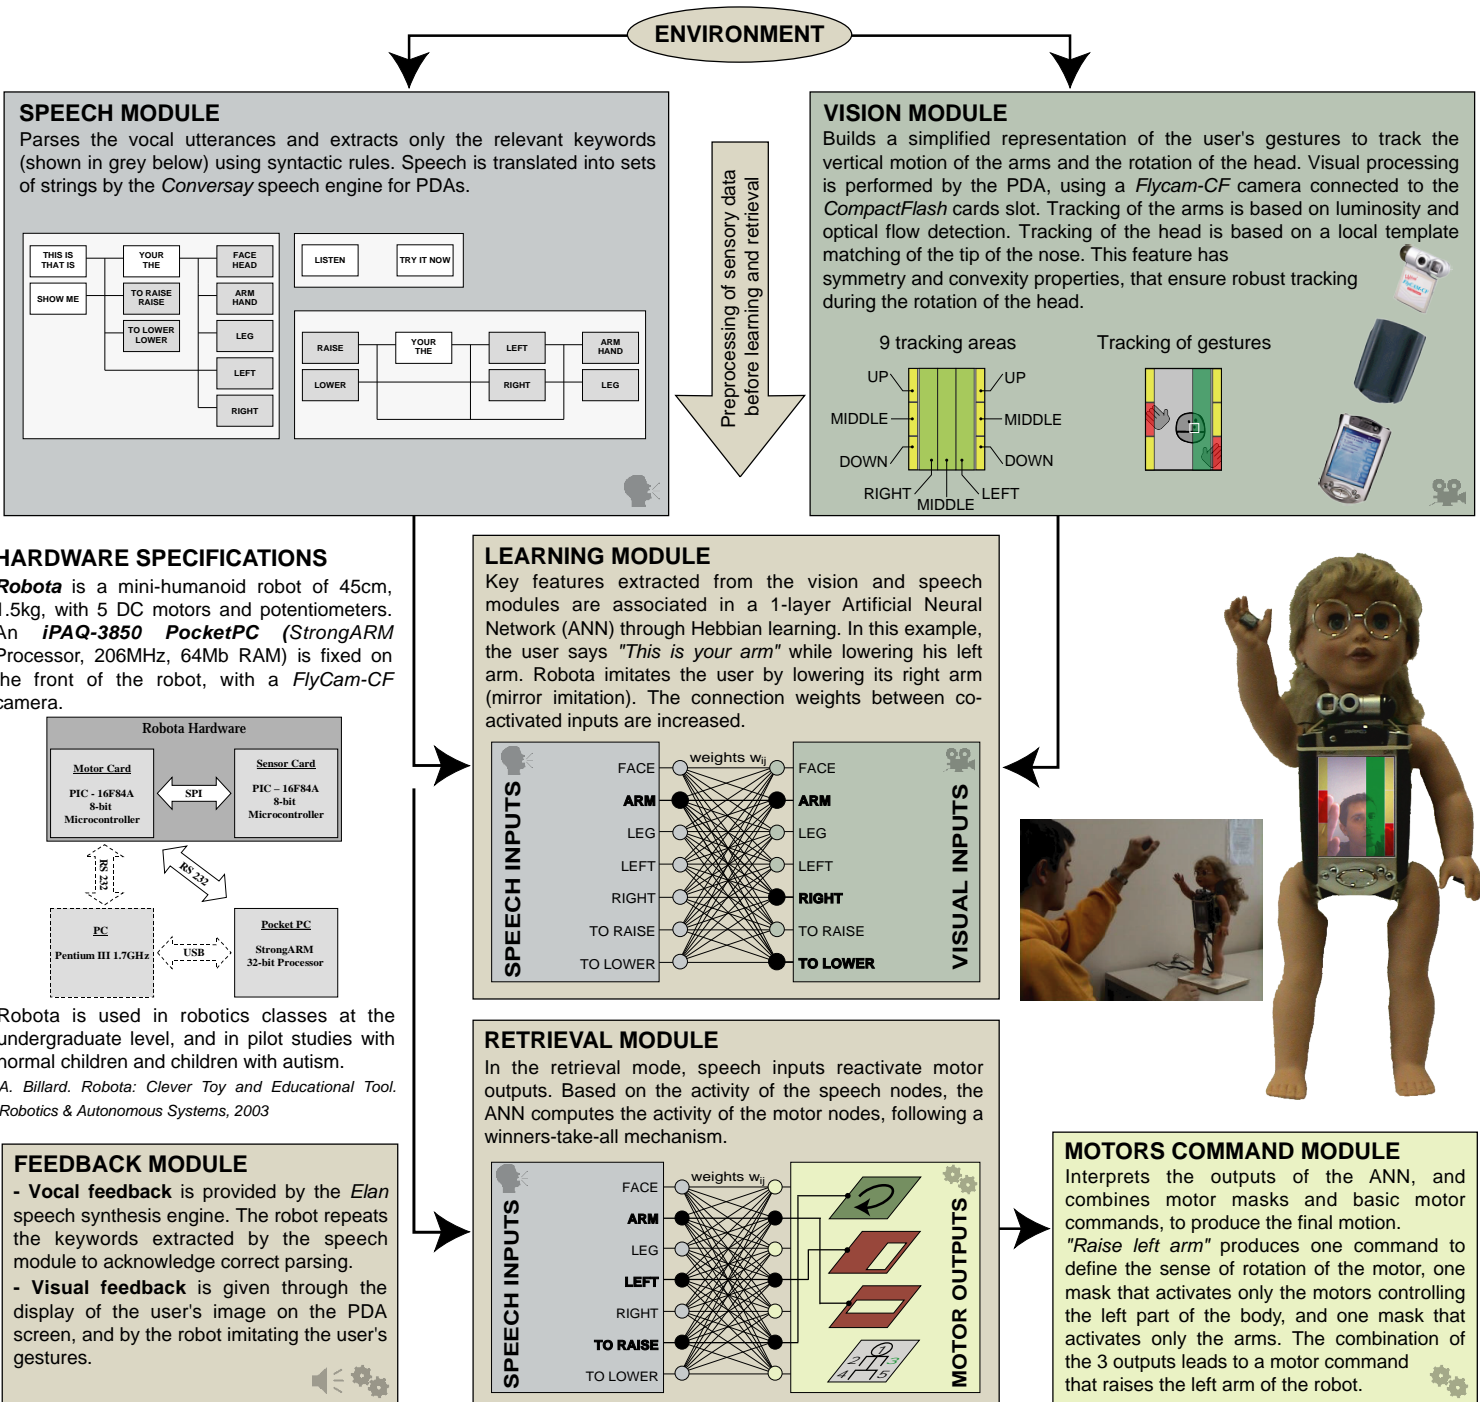 ENVIRONMENT
SPEECH MODULE
Parses the vocal utterances and extracts only the relevant keywords
(shown in grey below) using syntactic rules. Speech is translated into sets
of strings by the Conversay speech engine for PDAs.
THIS IS
THAT IS
YOUR
THE
FACE
HEAD
SHOW ME
TO RAISE
RAISE
ARM
HAND
TO LOWER
LOWER
LEG
LEFT
RIGHT
LISTEN
TRY IT NOW
RAISE
YOUR
THE
LEFT
ARM
HAND
LOWER
RIGHT
LEG
Preprocessing of sensory data
before learning and retrieval
VISION MODULE
Builds a simplified representation of the user's gestures to track the
vertical motion of the arms and the rotation of the head. Visual processing
is performed by the PDA, using a Flycam-CF camera connected to the
CompactFlash cards slot. Tracking of the arms is based on luminosity and
optical flow detection. Tracking of the head is based on a local template
matching of the tip of the nose. This feature has
symmetry and convexity properties, that ensure robust tracking
during the rotation of the head.
9 tracking areas
Tracking of gestures
UP
UP
MIDDLE
MIDDLE
DOWN
DOWN
RIGHT
MIDDLE
LEFT
HARDWARE SPECIFICATIONS
Robota is a mini-humanoid robot of 45cm,
1.5kg, with 5 DC motors and potentiometers.
An iPAQ-3850 PocketPC (StrongARM
Processor, 206MHz, 64Mb RAM) is fixed on
the front of the robot, with a FlyCam-CF
camera.
Robota Hardware
Motor Card
PIC - 16F84A
8-bit
Microcontroller
SPI
Sensor Card
PIC – 16F84A
8-bit
Microcontroller
RS 232
RS 232
PC
Pentium III 1.7GHz
USB
Pocket PC
StrongARM
32-bit Processor
Robota is used in robotics classes at the
undergraduate level, and in pilot studies with
normal children and children with autism.
A. Billard. Robota: Clever Toy and Educational Tool.
Robotics & Autonomous Systems, 2003
LEARNING MODULE
Key features extracted from the vision and speech
modules are associated in a 1-layer Artificial Neural
Network (ANN) through Hebbian learning. In this example,
the user says "This is your arm" while lowering his left
arm. Robota imitates the user by lowering its right arm
(mirror imitation). The connection weights between co-
activated inputs are increased.
SPEECH INPUTS
FACE
ARM
LEG
LEFT
RIGHT
TO RAISE
TO LOWER
weights wij
FACE
ARM
LEG
LEFT
RIGHT
TO RAISE
TO LOWER
VISUAL INPUTS
RETRIEVAL MODULE
In the retrieval mode, speech inputs reactivate motor
outputs. Based on the activity of the speech nodes, the
ANN computes the activity of the motor nodes, following a
winners-take-all mechanism.
SPEECH INPUTS
FACE
ARM
LEG
LEFT
RIGHT
TO RAISE
TO LOWER
weights wij
1
2
3
4
5
MOTOR OUTPUTS
FEEDBACK MODULE
- Vocal feedback is provided by the Elan
speech synthesis engine. The robot repeats
the keywords extracted by the speech
module to acknowledge correct parsing.
- Visual feedback is given through the
display of the user's image on the PDA
screen, and by the robot imitating the user's
gestures.
MOTORS COMMAND MODULE
Interprets the outputs of the ANN, and
combines motor masks and basic motor
commands, to produce the final motion.
"Raise left arm" produces one command to
define the sense of rotation of the motor, one
mask that activates only the motors controlling
the left part of the body, and one mask that
activates only the arms. The combination of
the 3 outputs leads to a motor command
that raises the left arm of the robot.